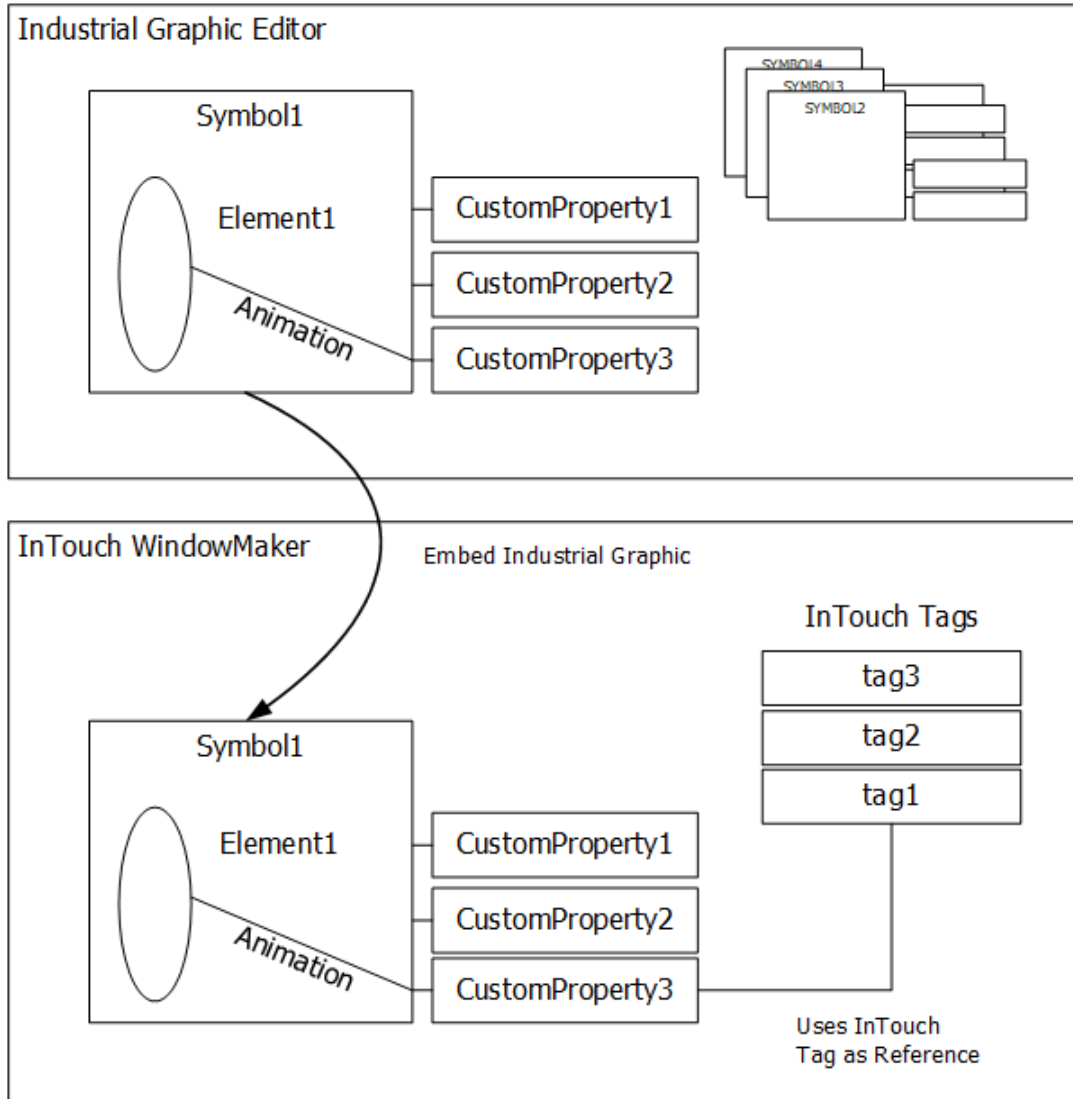 Industrial Graphic Editor
SYMBOL4
SYMBOL3
SYMBOL2
Symbol1
Element1
Animation
CustomProperty1
CustomProperty2
CustomProperty3
InTouch WindowMaker
Embed Industrial Graphic
InTouch Tags
tag3
tag2
tag1
Symbol1
Element1
Animation
CustomProperty1
CustomProperty2
CustomProperty3
Uses InTouch
Tag as Reference